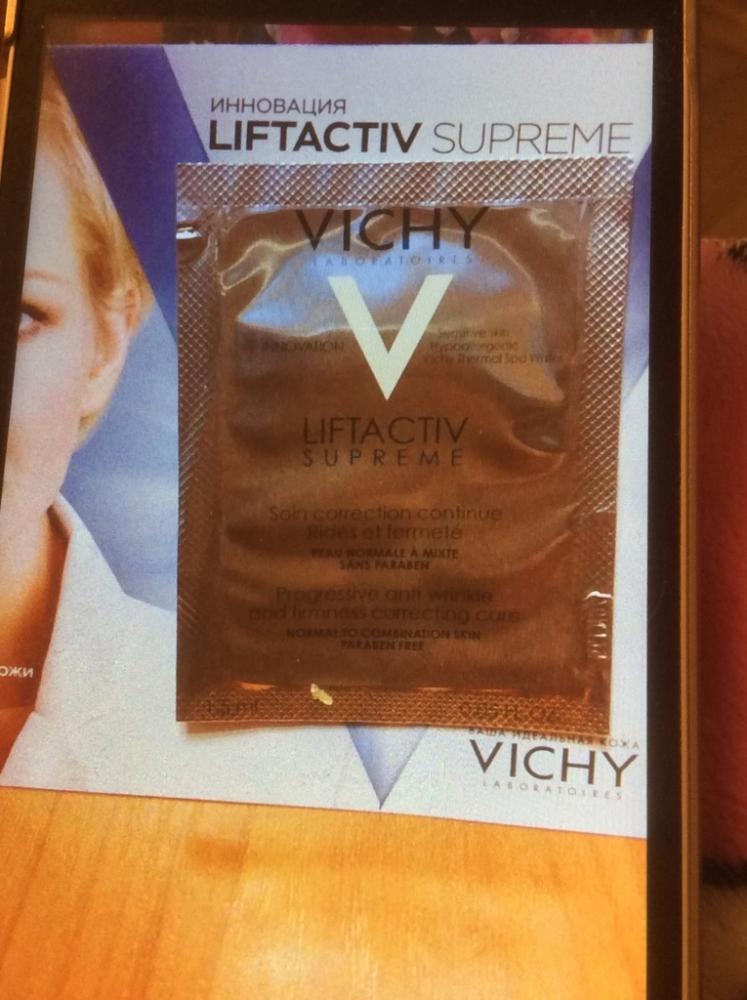 ИННОВАЦИЯ
LIFTACTIV SUPREME
VICHY
LABORATOIRES
INNOVATION
Sensitive skin
Hypoallergenic
Vichy Thermal Spa Water
LIFTACTIV
SUPREME
Soin correction continue
Rides et fermeté
PEAU NORMALE À MIXTE
SANS PARABEN
Progressive anti-wrinkle
and firmness correcting care
NORMAL TO COMBINATION SKIN
PARABEN FREE
ОЖИ
1.5 mL 0.05 FL.OZ.
ВАША ИДЕАЛЬНАЯ КОЖА
VICHY
LABORATOIRES